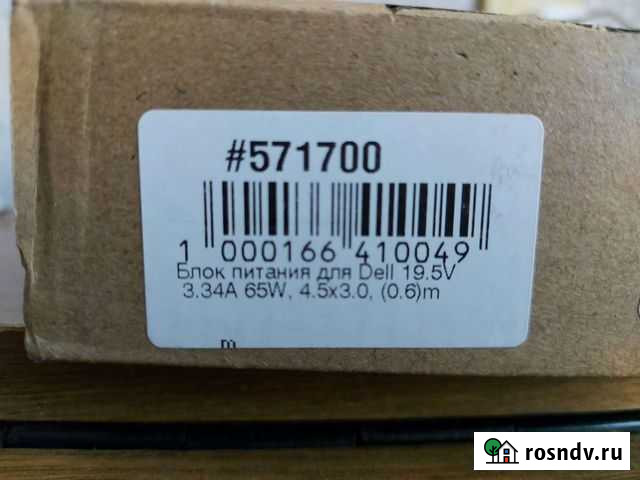 #571700
1 000166 410049
Блок питания для Dell 19.5V
3.34A 65W, 4.5x3.0, (0.6)m
m
rosndv.ru